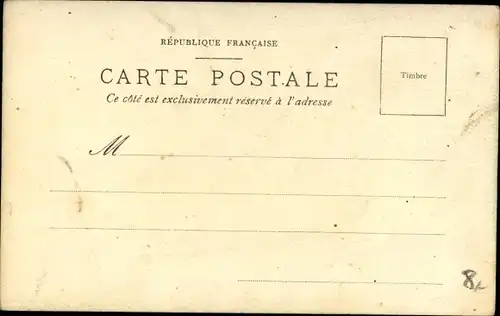 RÉPUBLIQUE FRANÇAISE
CARTE POSTALE
Timbre
Ce côté est exclusivement réservé à l'adresse
M